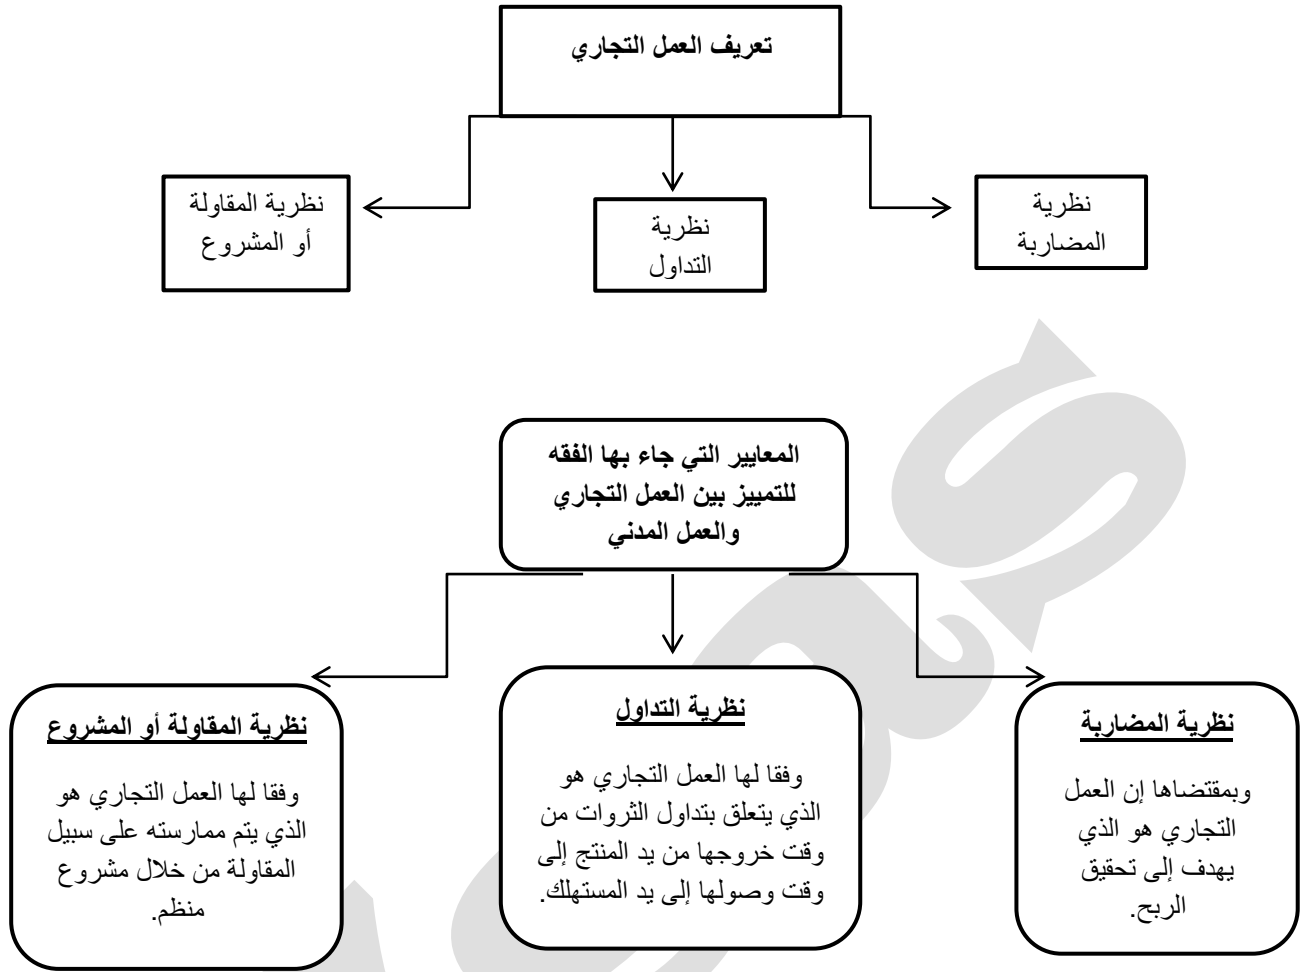 تعريف العمل التجاري
نظرية
المضاربة
نظرية
التداول
نظرية المقاولة
أو المشروع
المعايير التي جاء بها الفقه
للتمييز بين العمل التجاري
والعمل المدني
نظرية المضاربة
وبمقتضاها إن العمل
التجاري هو الذي
يهدف إلى تحقيق
الربح.
نظرية التداول
وفقا لها العمل التجاري هو
الذي يتعلق بتداول الثروات من
وقت خروجها من يد المنتج إلى
وقت وصولها إلى يد المستهلك.
نظرية المقاولة أو المشروع
وفقا لها العمل التجاري هو
الذي يتم ممارسته على سبيل
المقاولة من خلال مشروع
منظم.